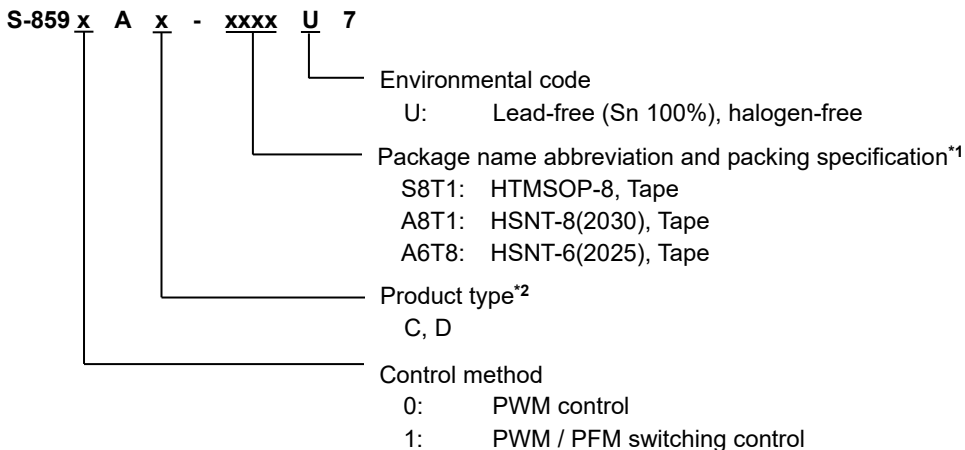 S-859 x A x - xxxx U 7
Environmental code
U: Lead-free (Sn 100%), halogen-free
Package name abbreviation and packing specification*1
S8T1: HTMSOP-8, Tape
A8T1: HSNT-8(2030), Tape
A6T8: HSNT-6(2025), Tape
Product type*2
C, D
Control method
0: PWM control
1: PWM / PFM switching control